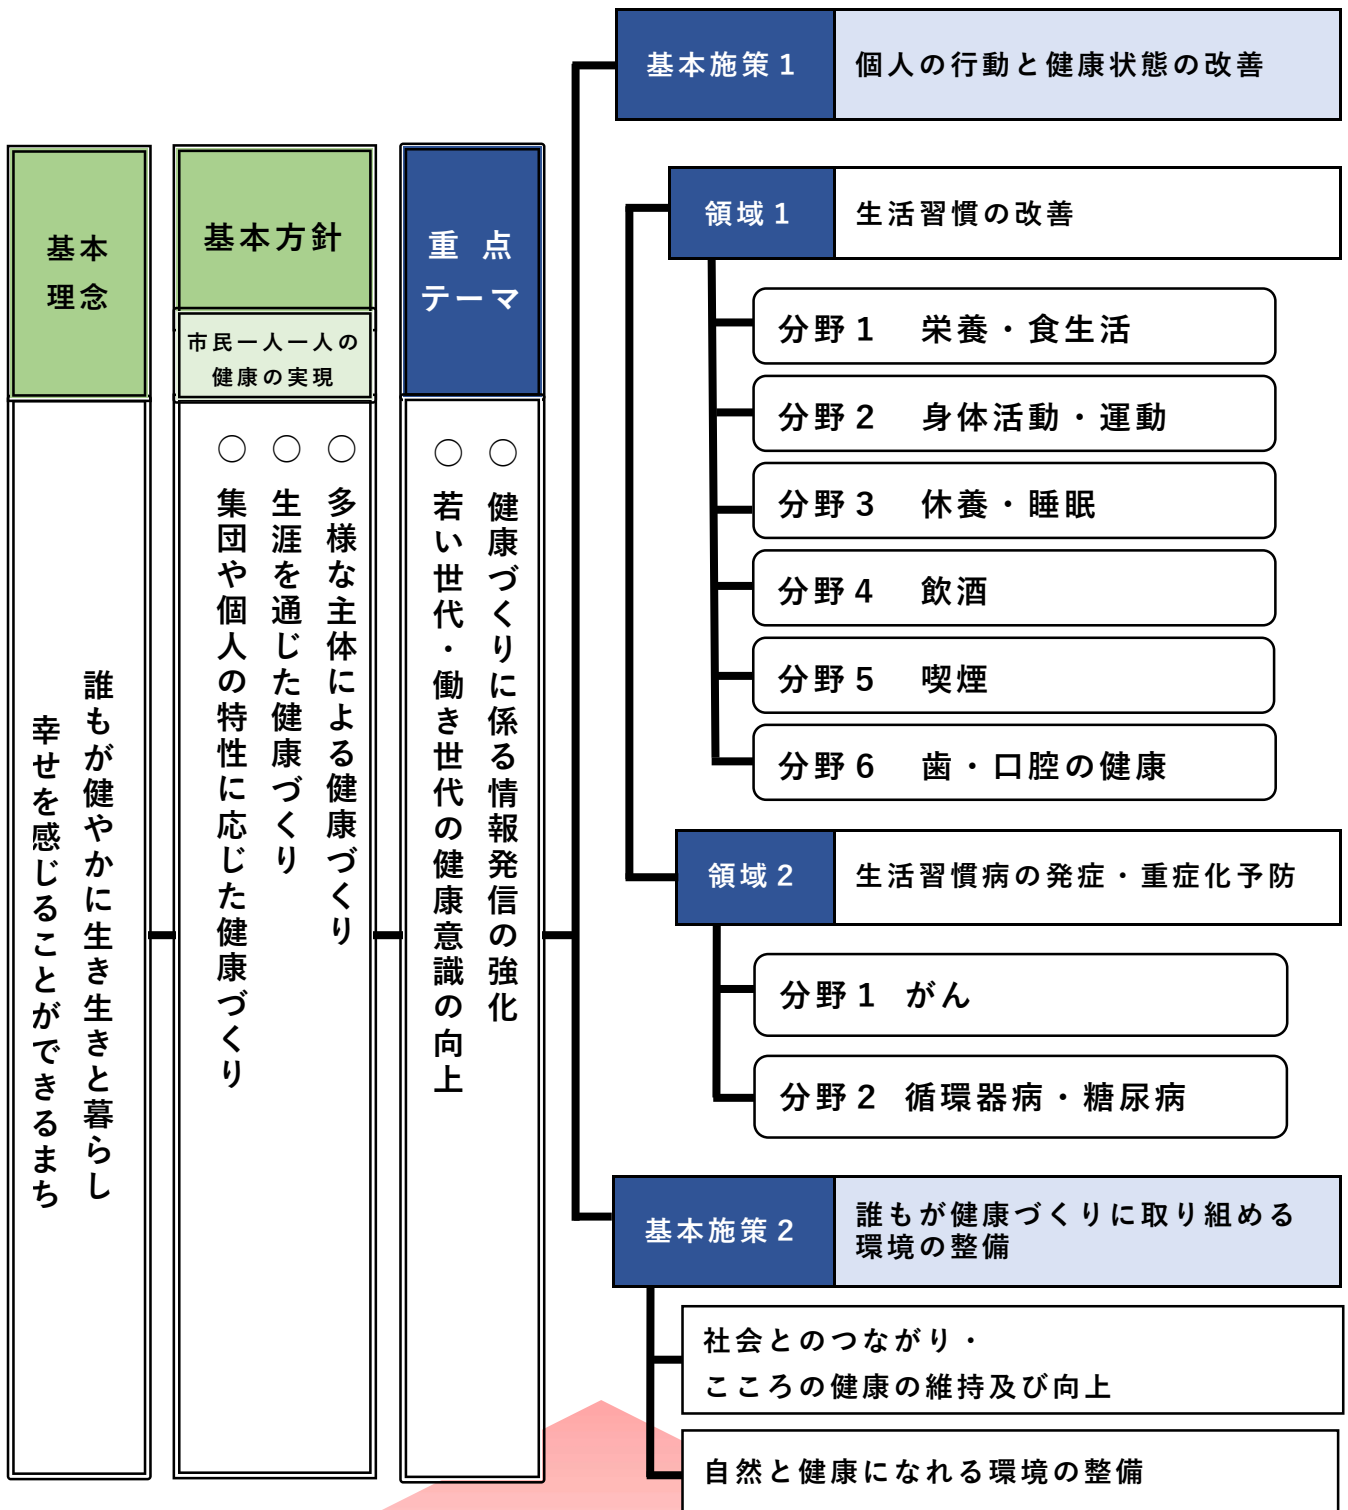 基本
理念
誰もが健やかに生き生きと暮らし
幸せを感じることができるまち
基本方針
市民一人一人の
健康の実現
○ 多様な主体による健康づくり
○ 生涯を通じた健康づくり
○ 集団や個人の特性に応じた健康づくり
重 点
テーマ
○ 健康づくりに係る情報発信の強化
○ 若い世代・働き世代の健康意識の向上
基本施策1 個人の行動と健康状態の改善
領域1 生活習慣の改善
分野1 栄養・食生活
分野2 身体活動・運動
分野3 休養・睡眠
分野4 飲酒
分野5 喫煙
分野6 歯・口腔の健康
領域2 生活習慣病の発症・重症化予防
分野1 がん
分野2 循環器病・糖尿病
基本施策2 誰もが健康づくりに取り組める
環境の整備
社会とのつながり・
こころの健康の維持及び向上
自然と健康になれる環境の整備